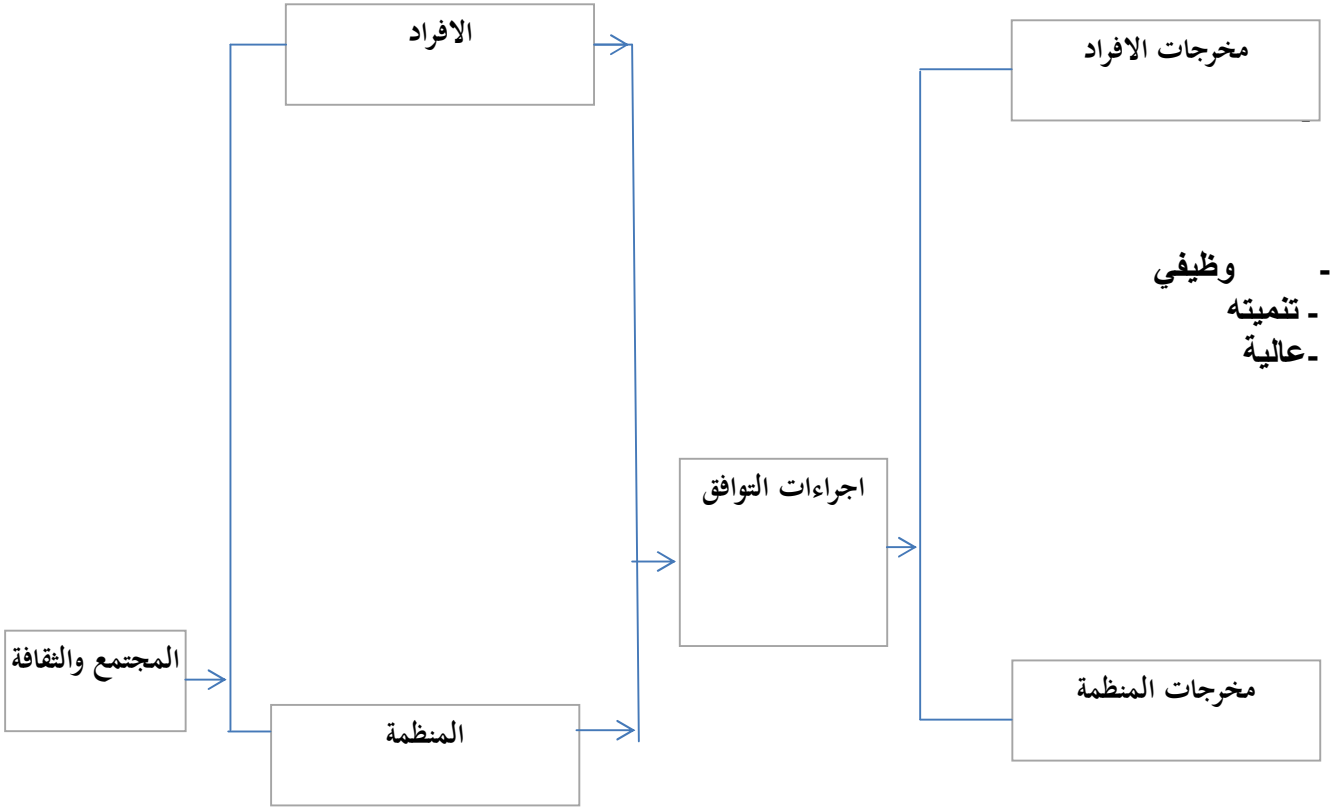 الافراد
مخرجات الافراد
- وظيفي
- تنميته
-عالية
اجراءات التوافق
المجتمع والثقافة
مخرجات المنظمة
المنظمة